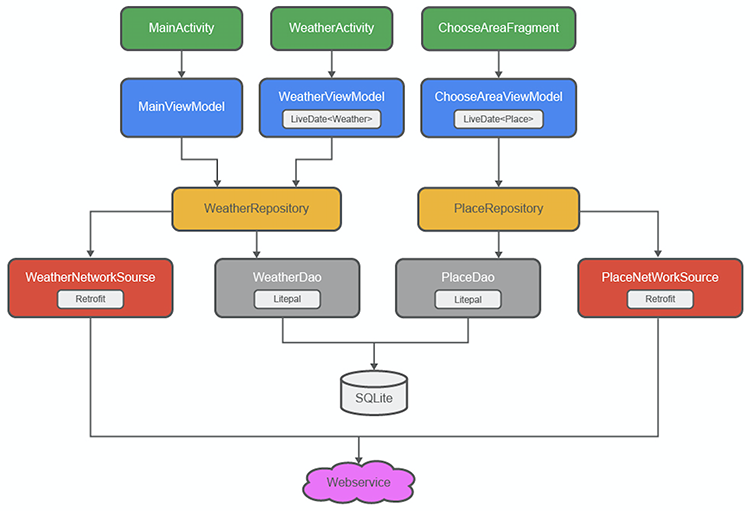 MainActivity
WeatherActivity
ChooseAreaFragment
MainViewModel
WeatherViewModel
LiveDate<Weather>
ChooseAreaViewModel
LiveDate<Place>
WeatherRepository
PlaceRepository
WeatherNetworkSourse
Retrofit
WeatherDao
Litepal
PlaceDao
Litepal
PlaceNetWorkSource
Retrofit
SQLite
Webservice